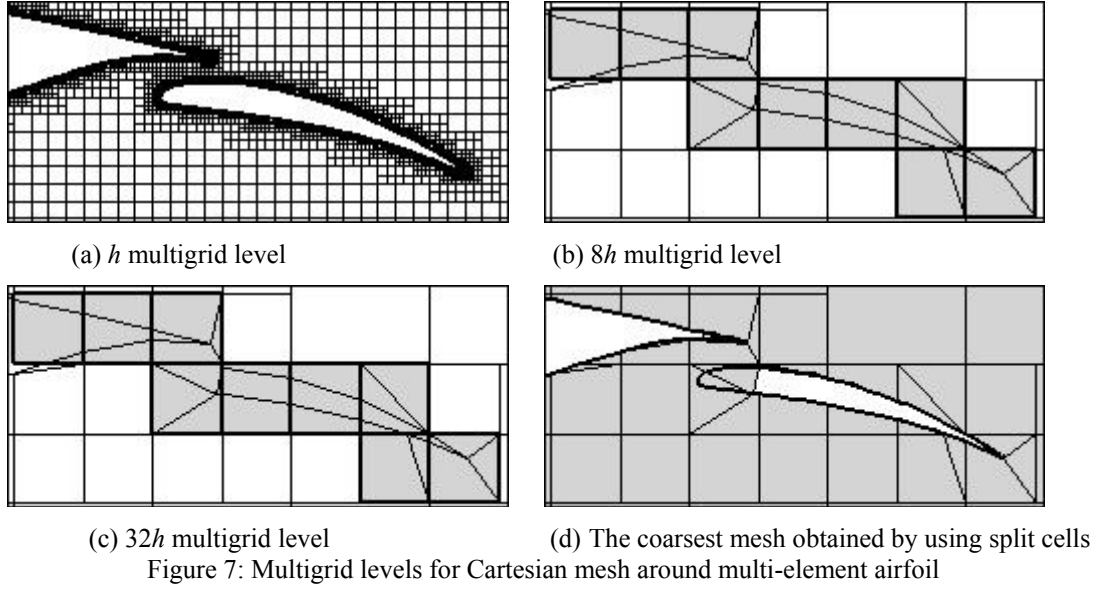 (a) h multigrid level
(b) 8h multigrid level
(c) 32h multigrid level
(d) The coarsest mesh obtained by using split cells
Figure 7: Multigrid levels for Cartesian mesh around multi-element airfoil